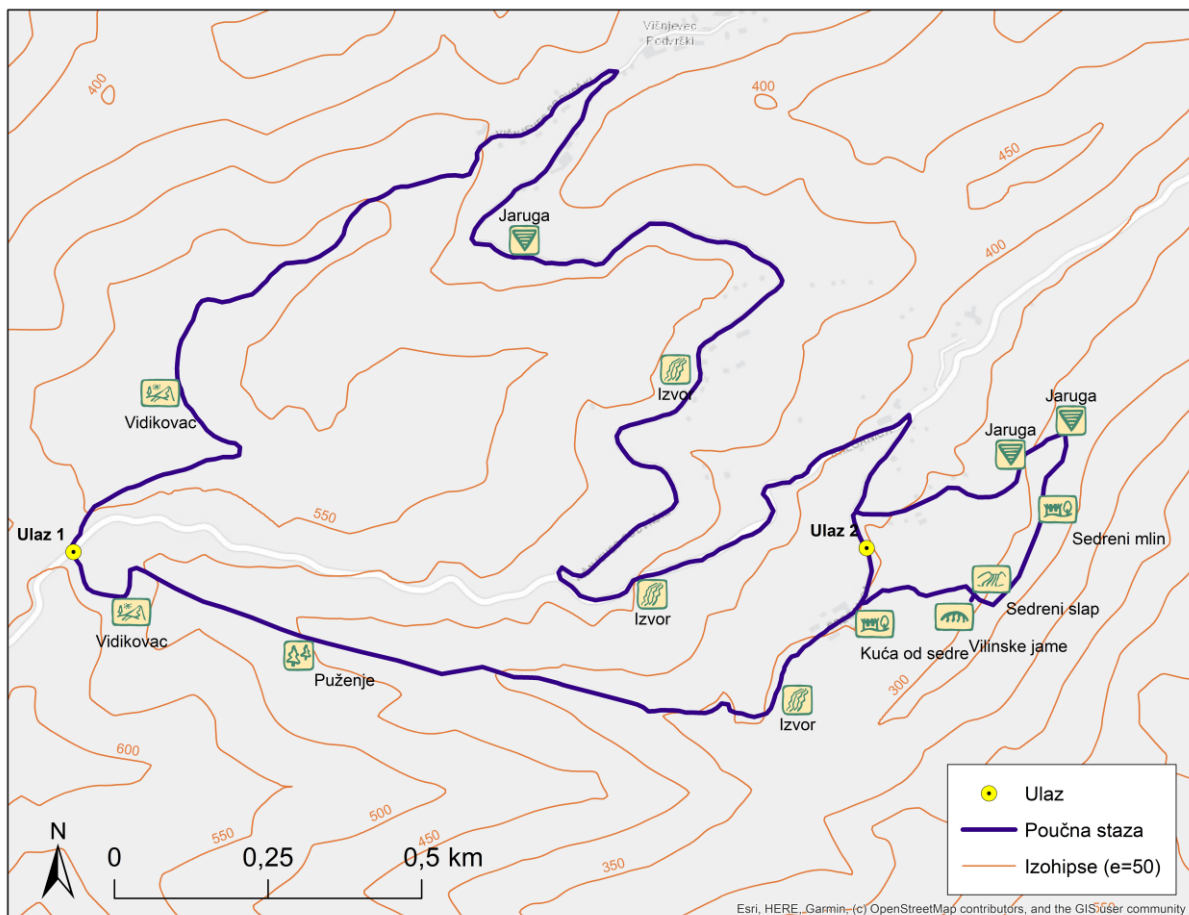 Višnjevec
Podvrški
400
400
450
Jaruga
400
350
Izvor
Vidikovac
Jaruga
Jaruga
550
Ulaz 1
Ulaz 2
Sedreni mlin
Izvor
Sedreni slap
Vidikovac
Kuća od sedre
Vilinske jame
Puženje
300
Izvor
600
500
550
450
350
N
0
0,25
0,5 km
Ulaz
Poučna staza
Izohipse (e=50)
550
Esri, HERE, Garmin, (c) OpenStreetMap contributors, and the GIS user community